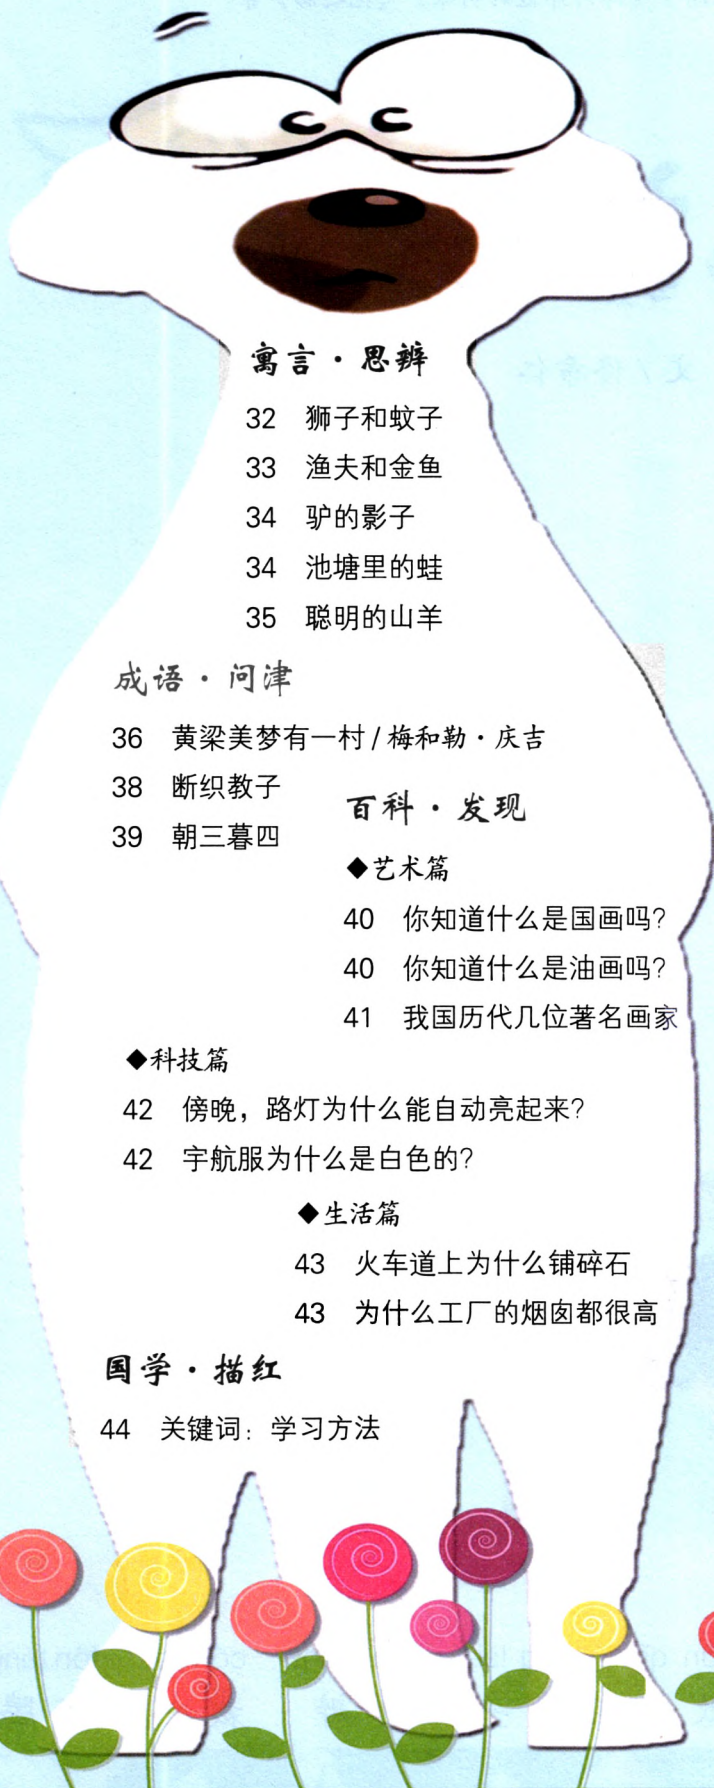 寓言·思辨
32 狮子和蚊子
33 渔夫和金鱼
34 驴的影子
34 池塘里的蛙
35 聪明的山羊
成语·问津
36 黄梁美梦有一村/梅和勒·庆吉
38 断织教子
39 朝三暮四
百科·发现
◆艺术篇
40 你知道什么是国画吗?
40 你知道什么是油画吗?
41 我国历代几位著名画家
◆科技篇
42 傍晚，路灯为什么能自动亮起来?
42 宇航服为什么是白色的?
◆生活篇
43 火车道上为什么铺碎石
43 为什么工厂的烟囱都很高
国学·描红
44 关键词：学习方法